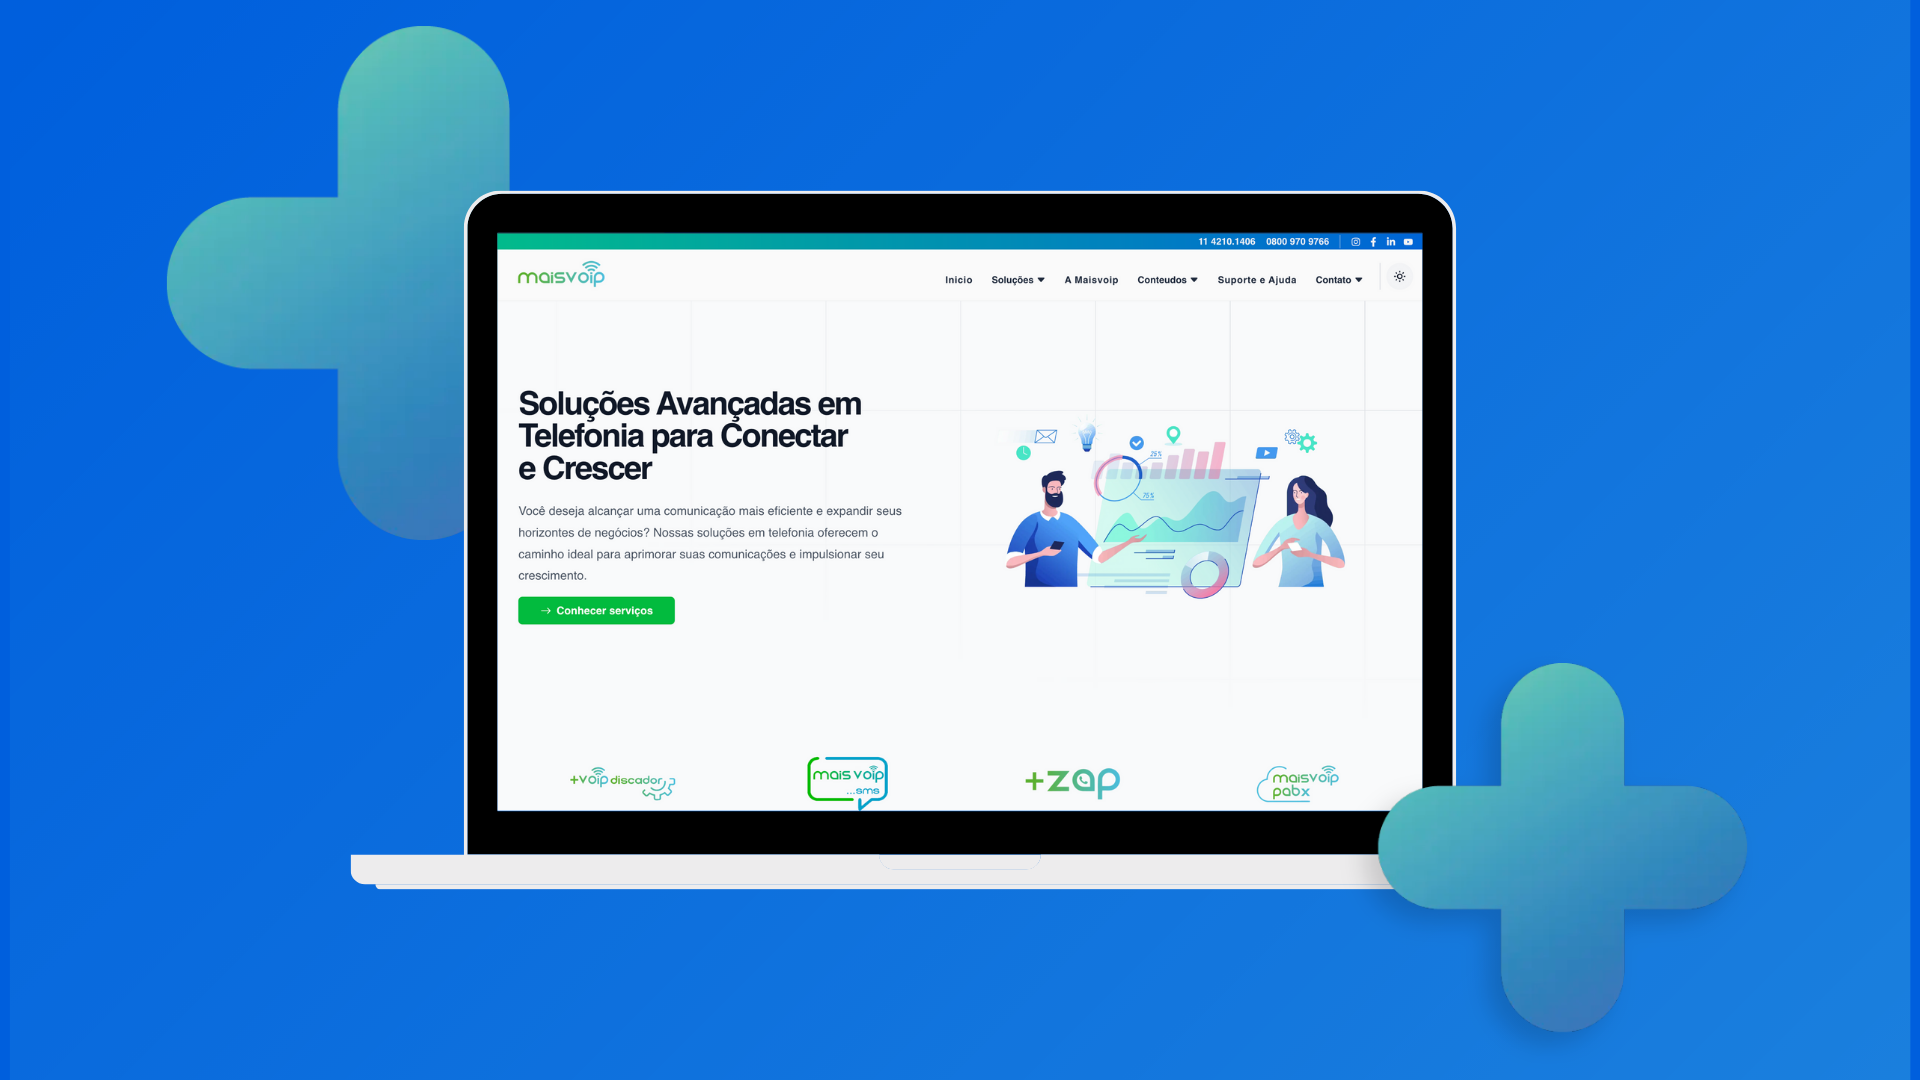 11 4210.1406 0800 970 9766
maisvoip
Inicio Soluções A Maisvoip Conteudos Suporte e Ajuda Contato
Soluções Avançadas em
Telefonia para Conectar
e Crescer
Você deseja alcançar uma comunicação mais eficiente e expandir seus
horizontes de negócios? Nossas soluções em telefonia oferecem o
caminho ideal para aprimorar suas comunicações e impulsionar seu
crescimento.
→ Conhecer serviços
25%
75%
+voip discador
mais voip
...sms
+zap
maisvoip
pabx